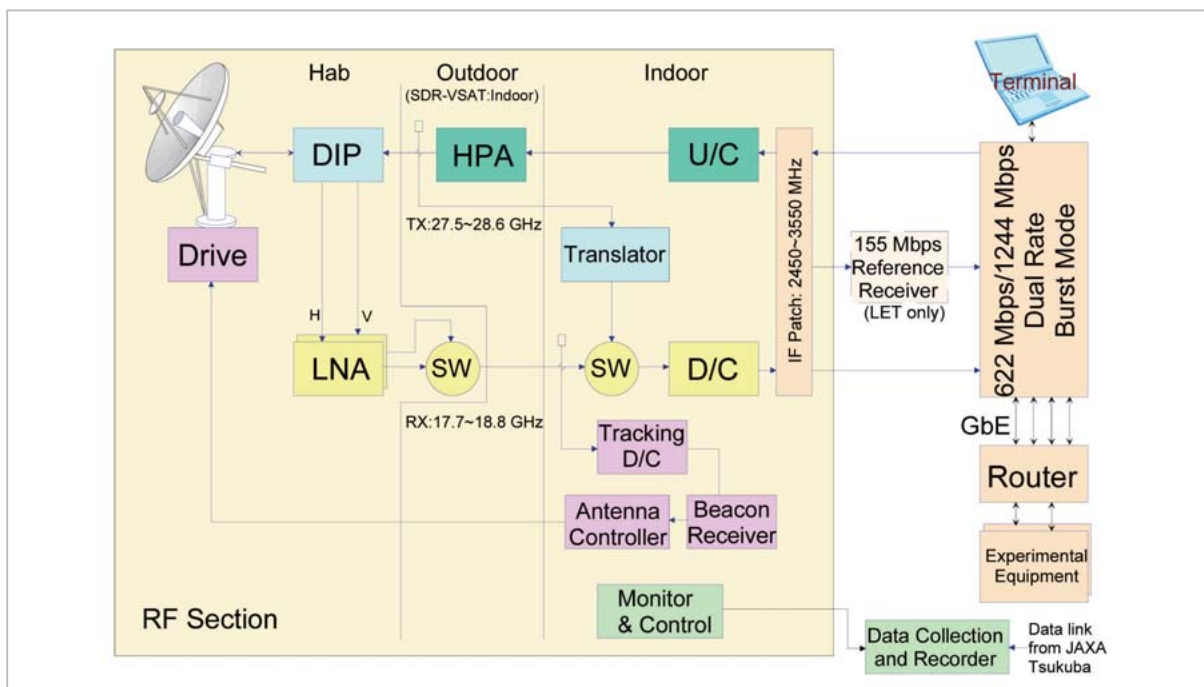 Hab
Outdoor
(SDR-VSAT:Indoor)
Indoor
Terminal
DIP
HPA
U/C
IF Patch: 2450~3550 MHz
622 Mbps/1244 Mbps
Dual Rate
Burst Mode
TX:27.5~28.6 GHz
Drive
Translator
155 Mbps
Reference
Receiver
(LET only)
H
V
LNA
SW
SW
D/C
RX:17.7~18.8 GHz
GbE
Tracking
D/C
Router
Antenna
Controller
Beacon
Receiver
Experimental
Equipment
RF Section
Monitor
& Control
Data Collection
and Recorder
Data link
from JAXA
Tsukuba